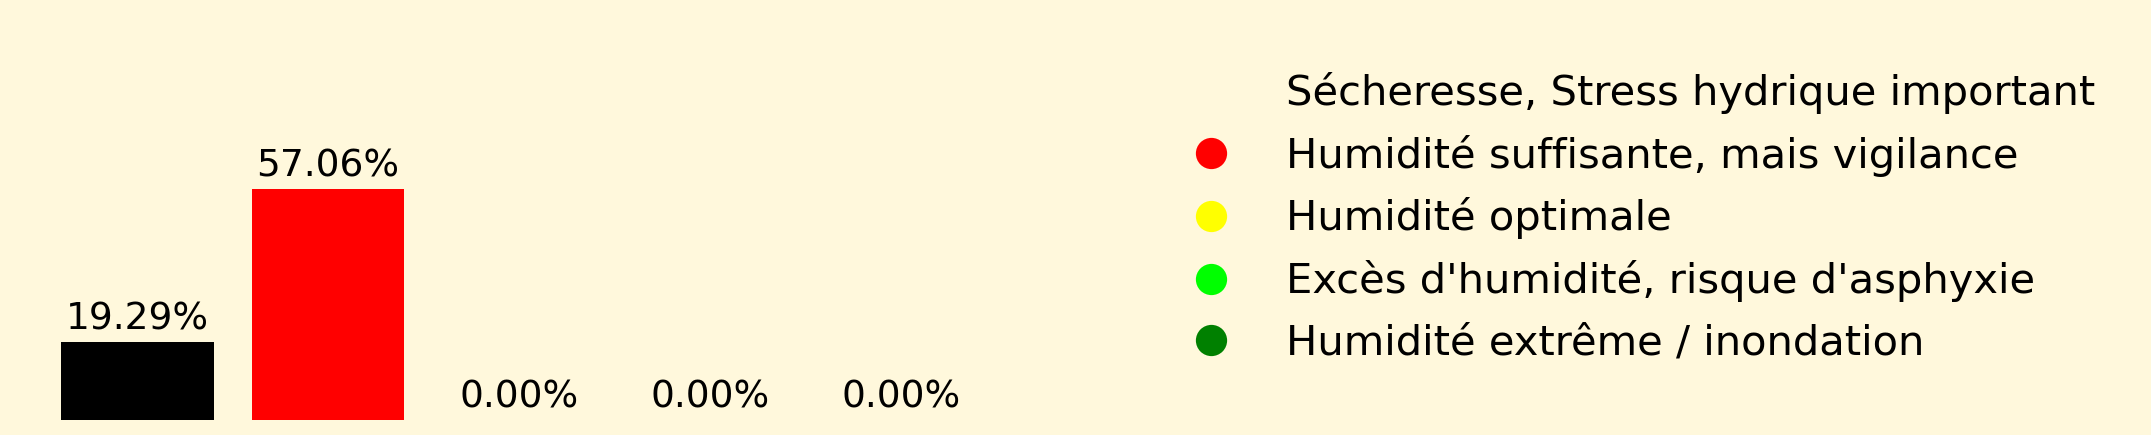 57.06%
19.29%
0.00%
0.00%
0.00%
Sécheresse, Stress hydrique important
Humidité suffisante, mais vigilance
Humidité optimale
Excès d'humidité, risque d'asphyxie
Humidité extrême / inondation